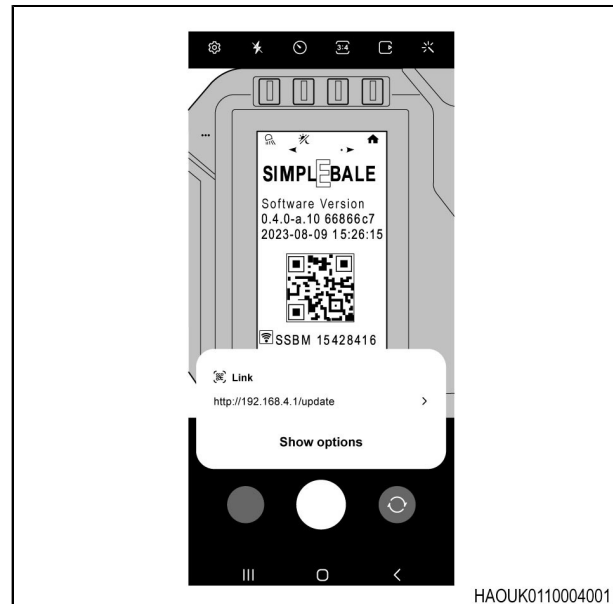 3:4
SIMPLEBALE
Software Version
0.4.0-a.10 66866c7
2023-08-09 15:26:15
SSBM 15428416
Link
http://192.168.4.1/update
Show options
HAOUK0110004001